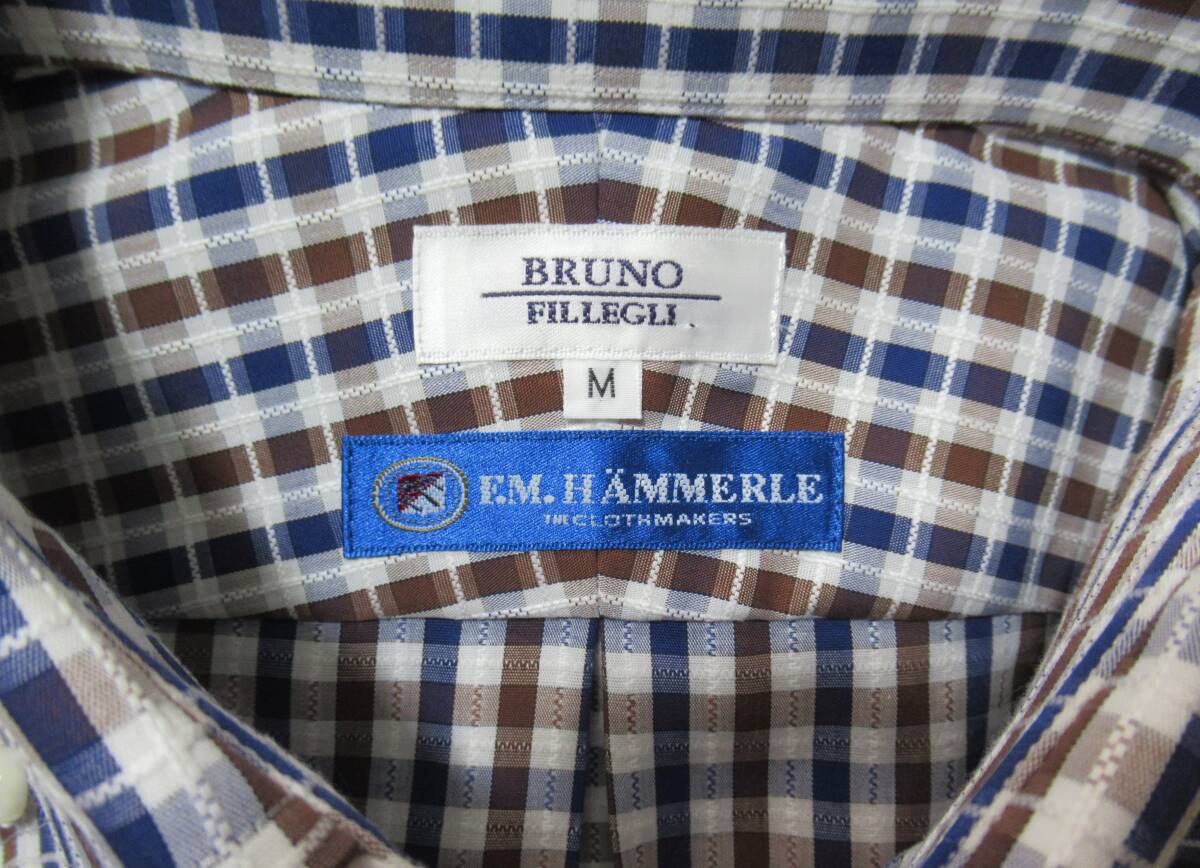 BRUNO
FILLEGLI
M
F.M. HÄMMERLE
THE CLOTHMAKERS